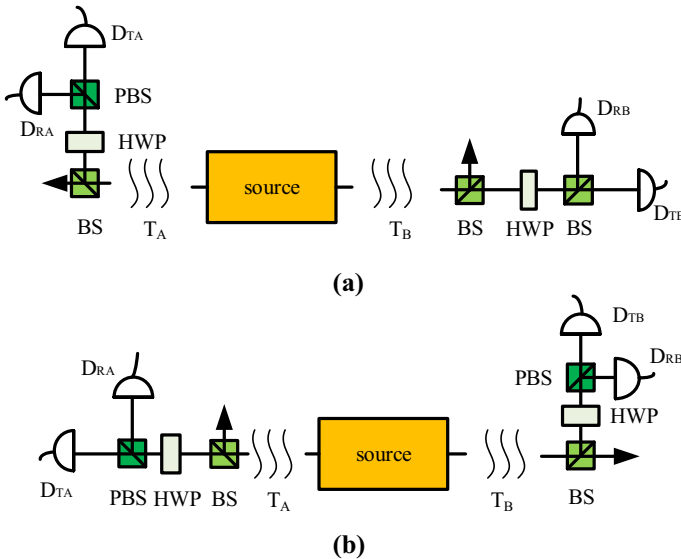 DTA
PBS
DRA
HWP
BS
TA
source
TB
DRB
BS
HWP
BS
DTB
(a)
DTB
DRB
PBS
HWP
BS
DRA
DTA
PBS
HWP
BS
TA
source
TB
(b)